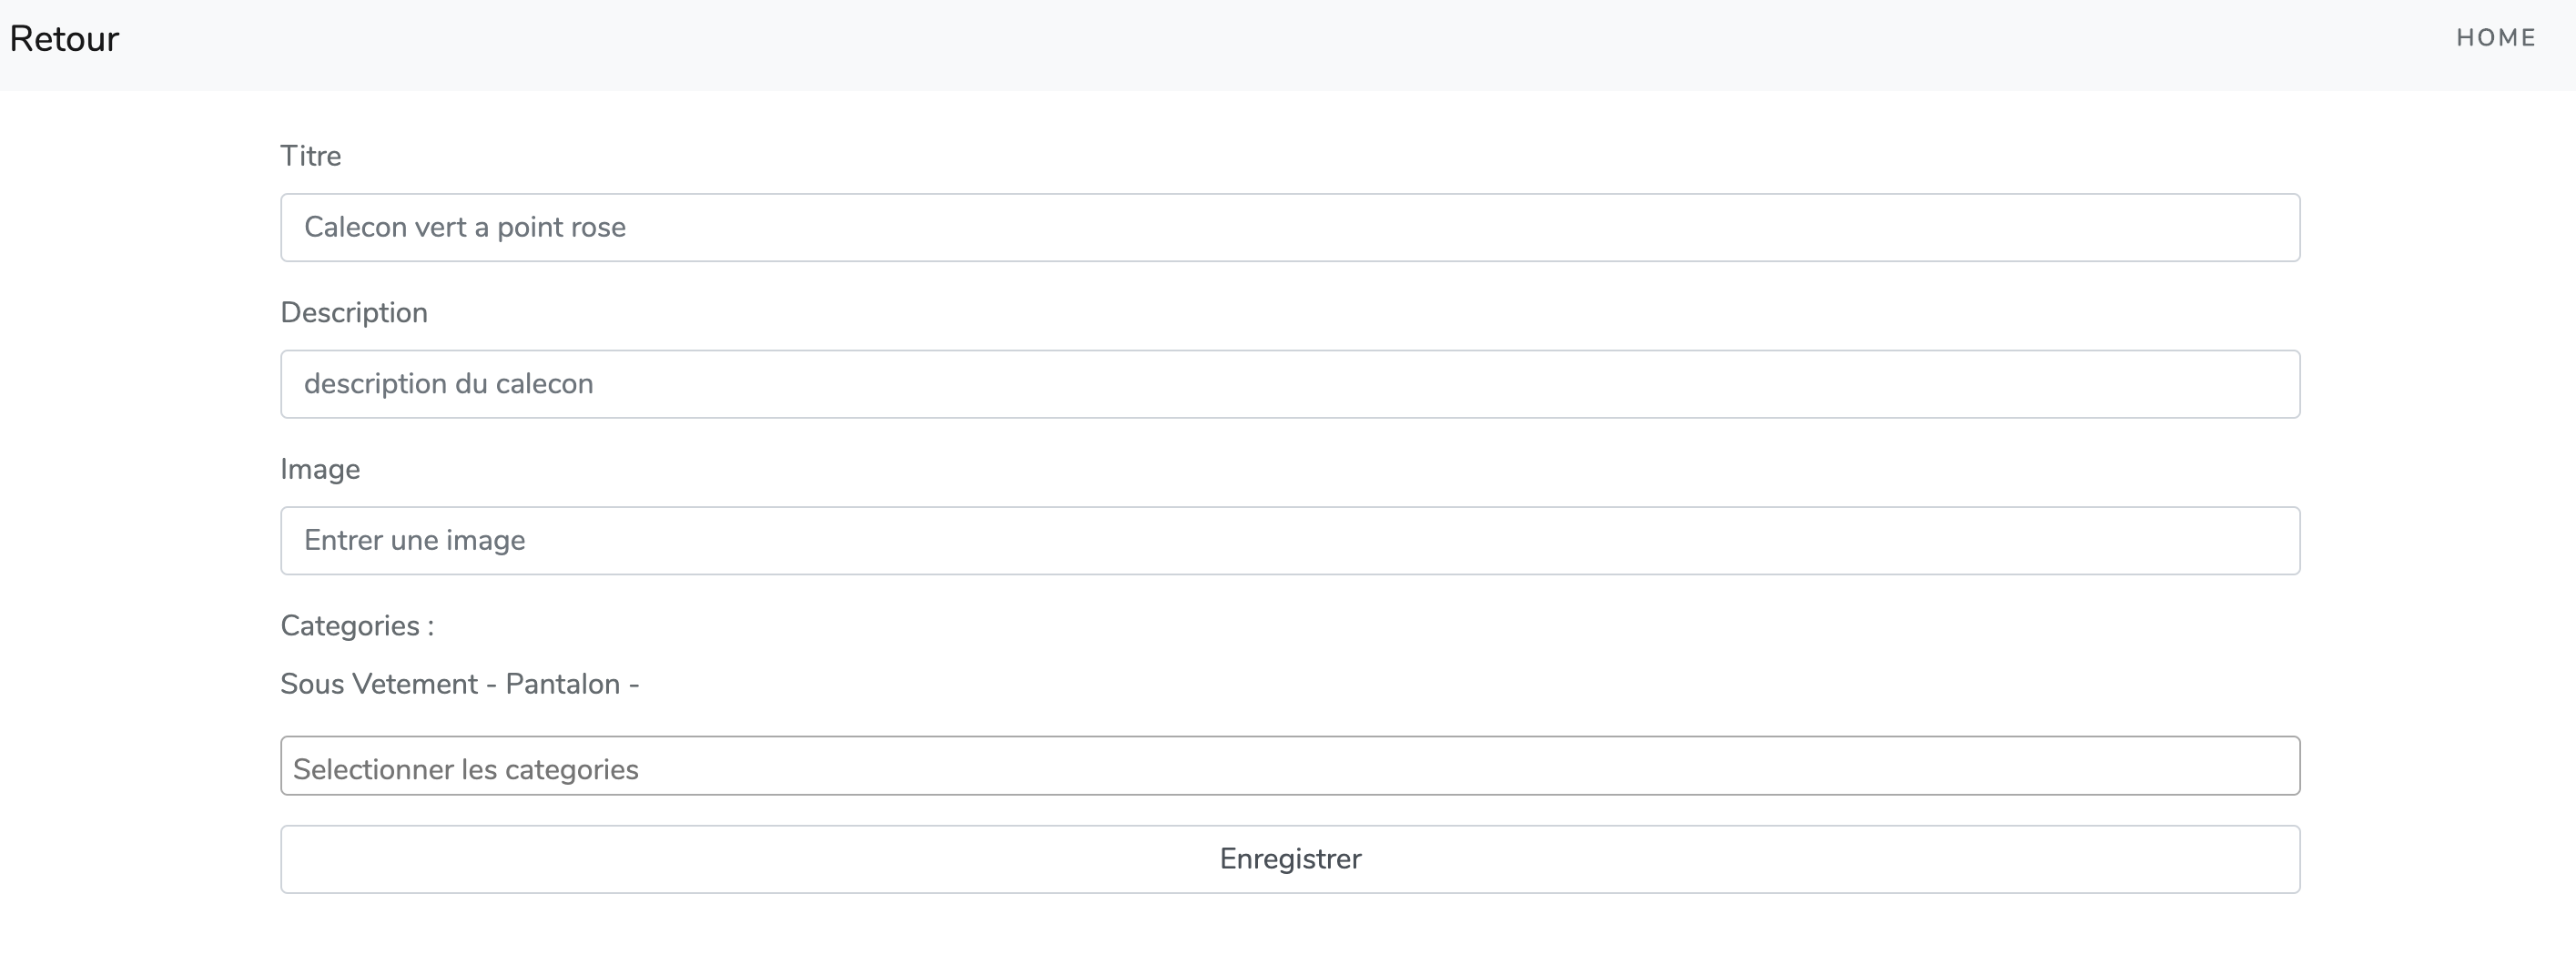 Retour
HOME
Titre
Calecon vert a point rose
Description
description du calecon
Image
Entrer une image
Categories :
Sous Vetement - Pantalon -
Selectionner les categories
Enregistrer